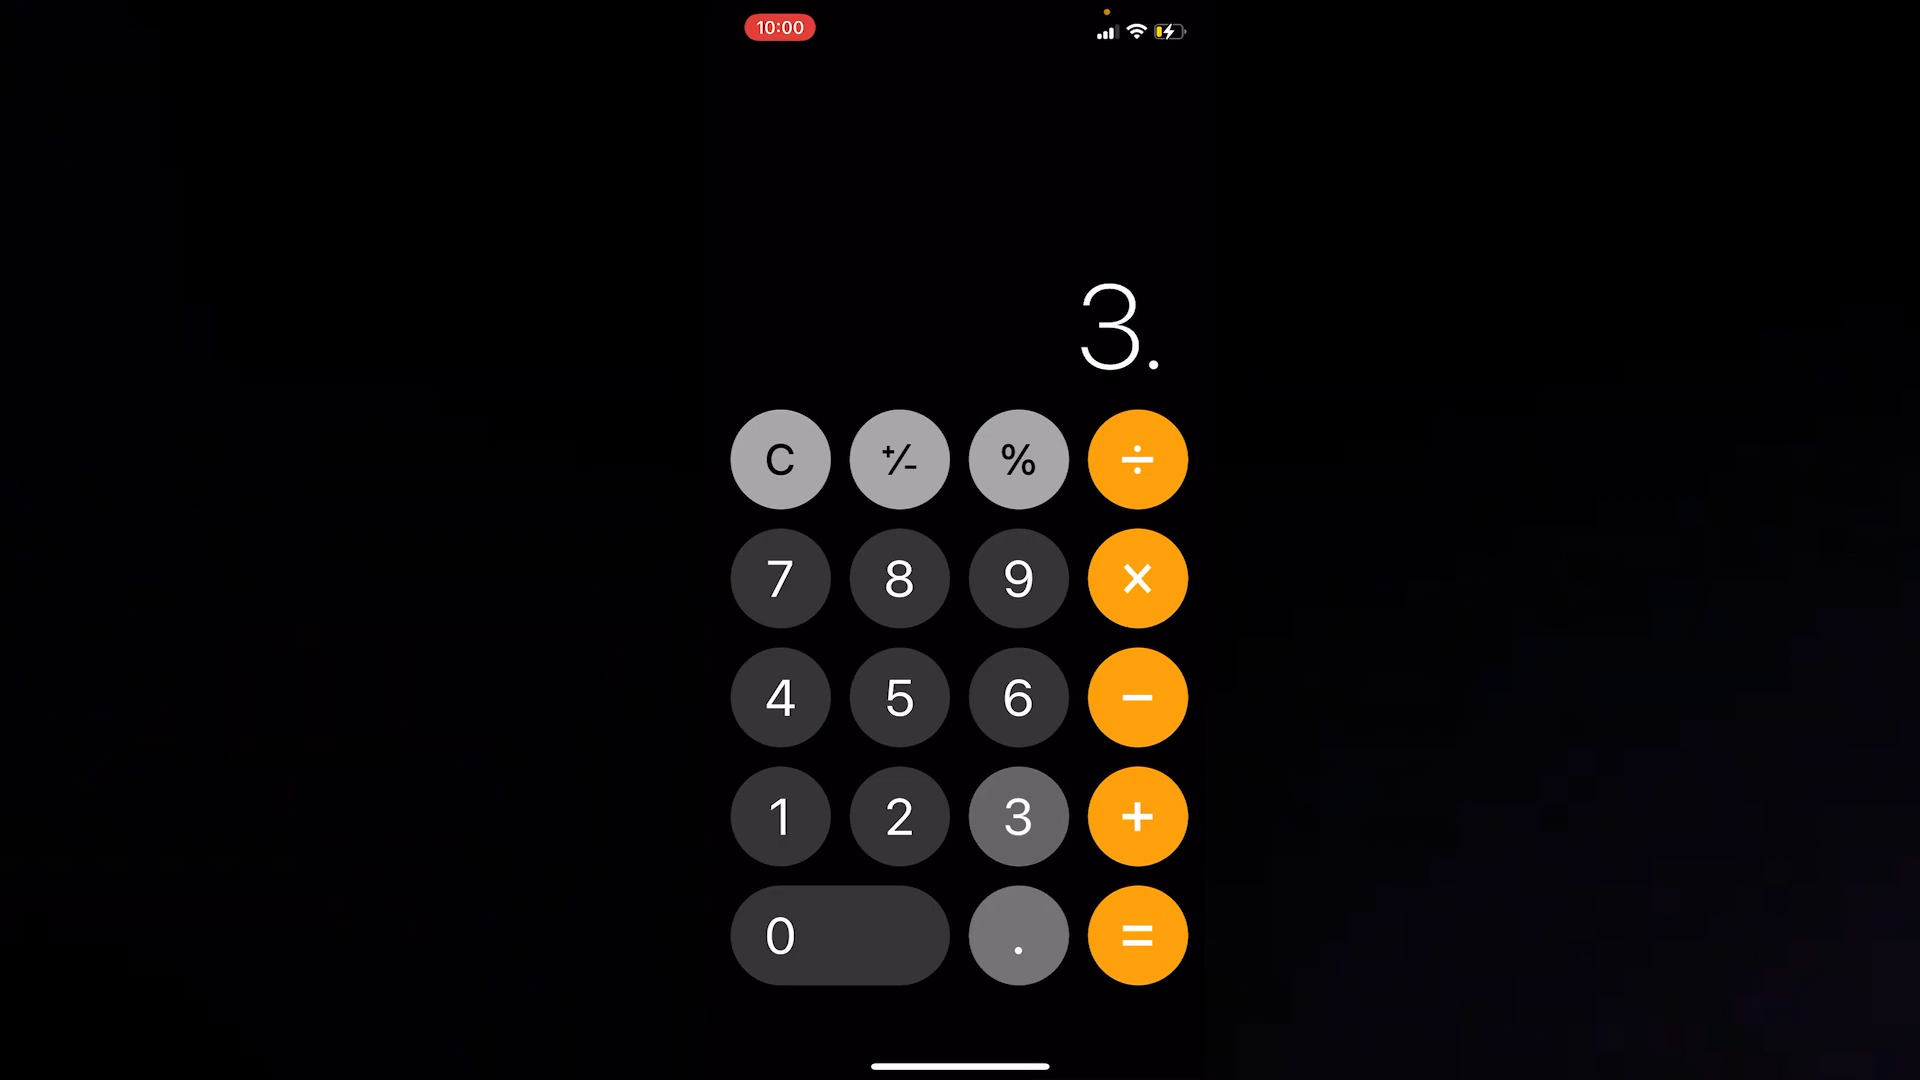 10:00
3.
C +/- % ÷
7 8 9 ×
4 5 6 −
1 2 3 +
0 . =